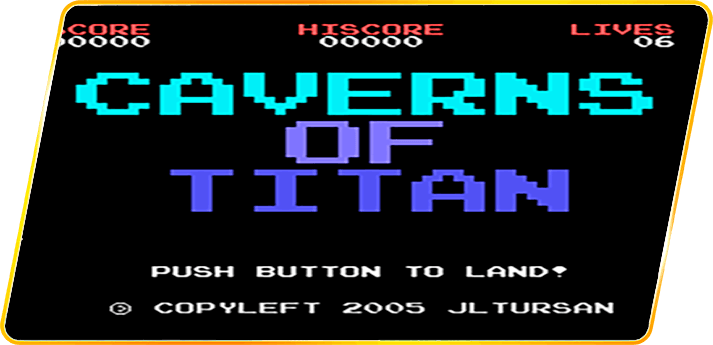 SCORE HISCORE LIVES
00000 00000 06
CAVERNS
OF
TITAN
PUSH BUTTON TO LAND!
COPYLEFT 2005 JLTURSAN